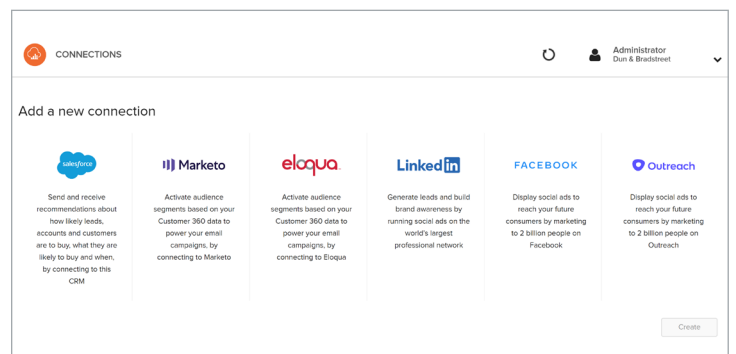 CONNECTIONS
Administrator
Dun & Bradstreet
Add a new connection
salesforce
Send and receive
recommendations about
how likely leads,
accounts and customers
are to buy, what they are
likely to buy and when,
by connecting to this
CRM
Marketo
Activate audience
segments based on your
Customer 360 data to
power your email
campaigns, by
connecting to Marketo
eloqua.
Activate audience
segments based on your
Customer 360 data to
power your email
campaigns, by
connecting to Eloqua
Linked in
Generate leads and build
brand awareness by
running social ads on the
world's largest
professional network
FACEBOOK
Display social ads to
reach your future
consumers by marketing
to 2 billion people on
Facebook
Outreach
Display social ads to
reach your future
consumers by marketing
to 2 billion people on
Outreach
Create